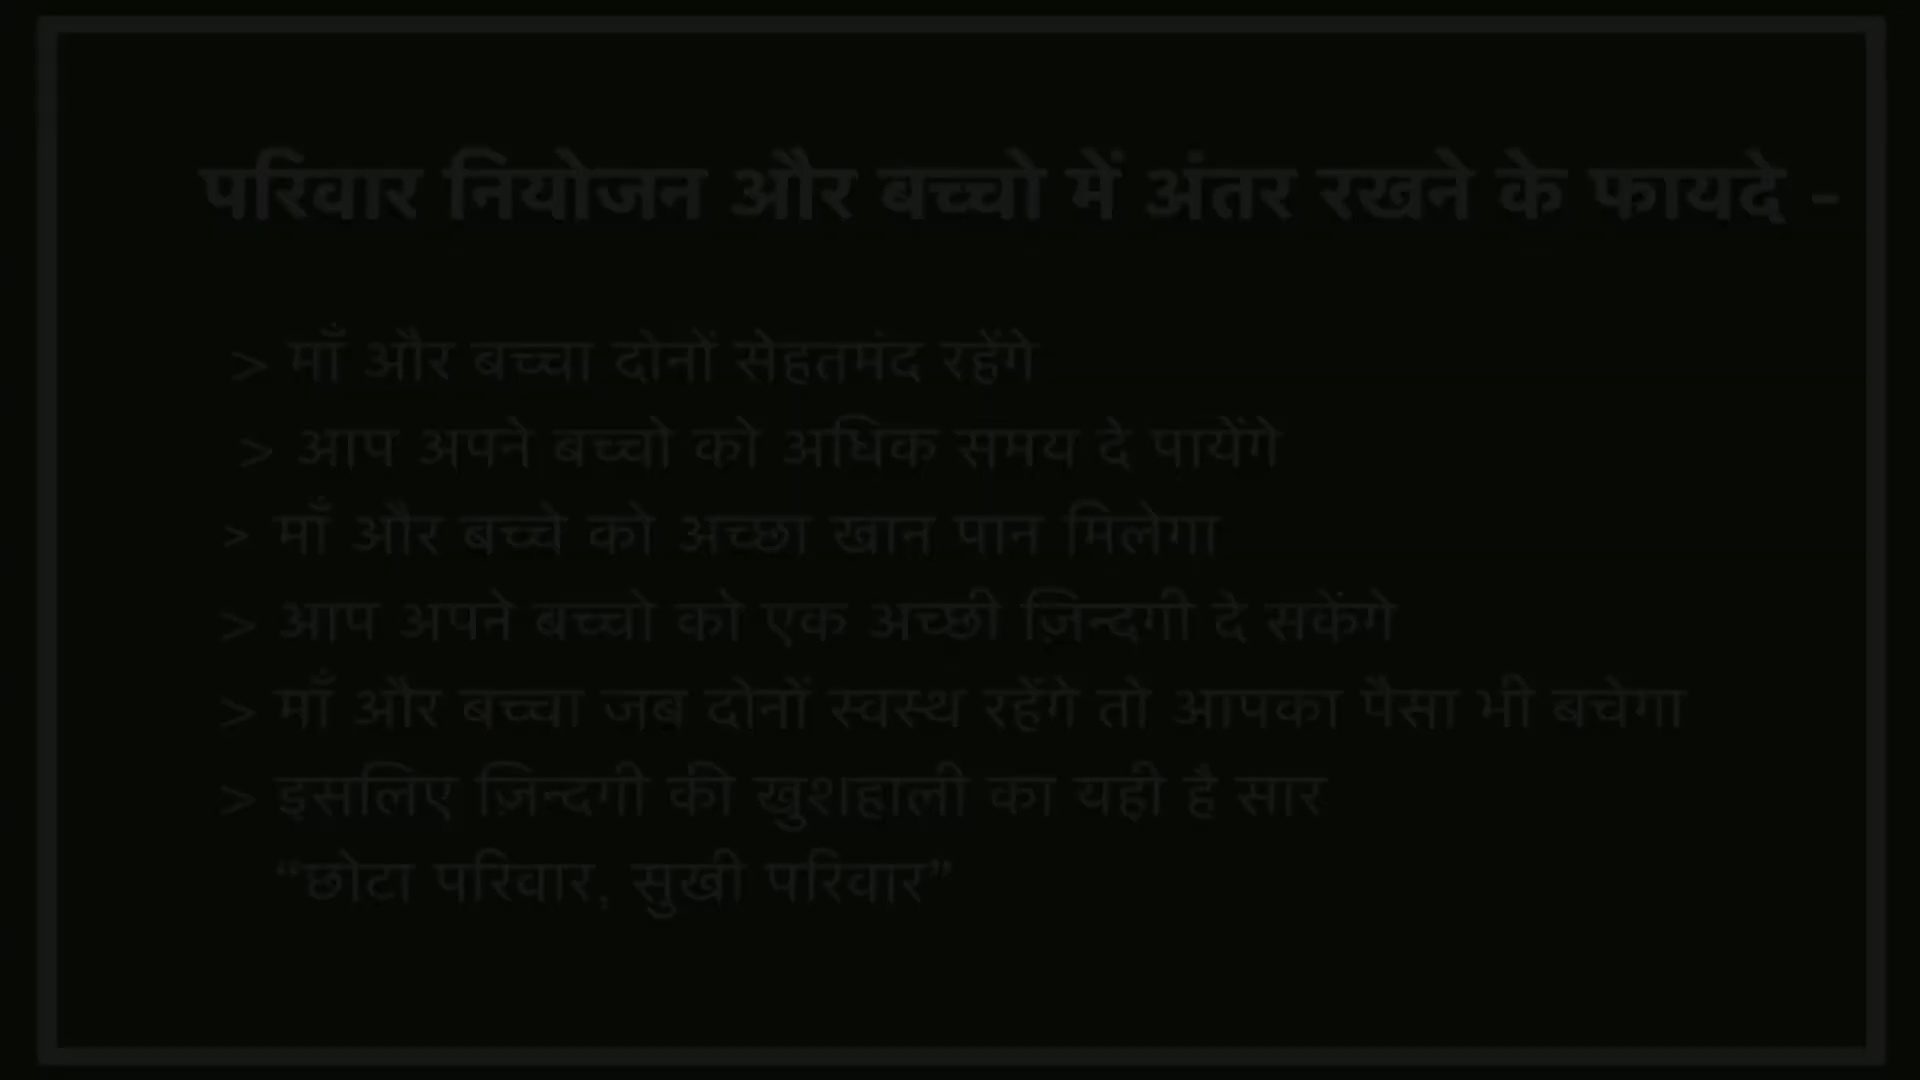 परिवार नियोजन और बच्चो में अंतर रखने के फायदे -
> माँ और बच्चा दोनों सेहतमंद रहेंगे
> आप अपने बच्चो को अधिक समय दे पायेंगे
> माँ और बच्चे को अच्छा खान पान मिलेगा
> आप अपने बच्चो को एक अच्छी ज़िन्दगी दे सकेंगे
> माँ और बच्चा जब दोनों स्वस्थ रहेंगे तो आपका पैसा भी बचेगा
> इसलिए ज़िन्दगी की खुशहाली का यही है सार
“छोटा परिवार, सुखी परिवार”